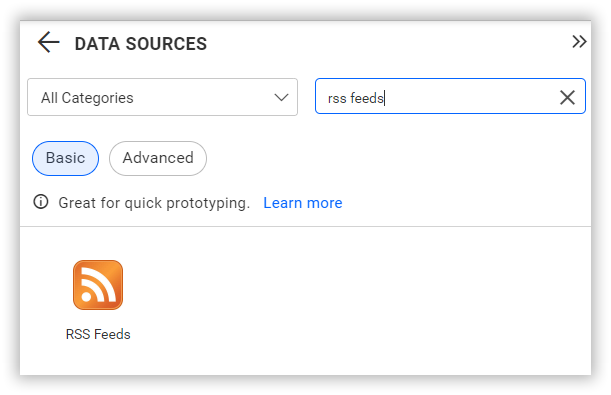 DATA SOURCES
All Categories
rss feeds
Basic
Advanced
Great for quick prototyping. Learn more
RSS Feeds